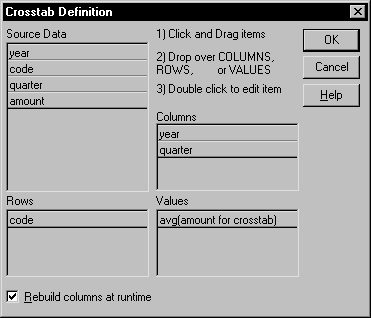 Crosstab Definition
Source Data
year
code
quarter
amount
1) Click and Drag items
2) Drop over COLUMNS,
ROWS, or VALUES
3) Double click to edit item
OK
Cancel
Help
Columns
year
quarter
Rows
code
Values
avg(amount for crosstab)
Rebuild columns at runtime